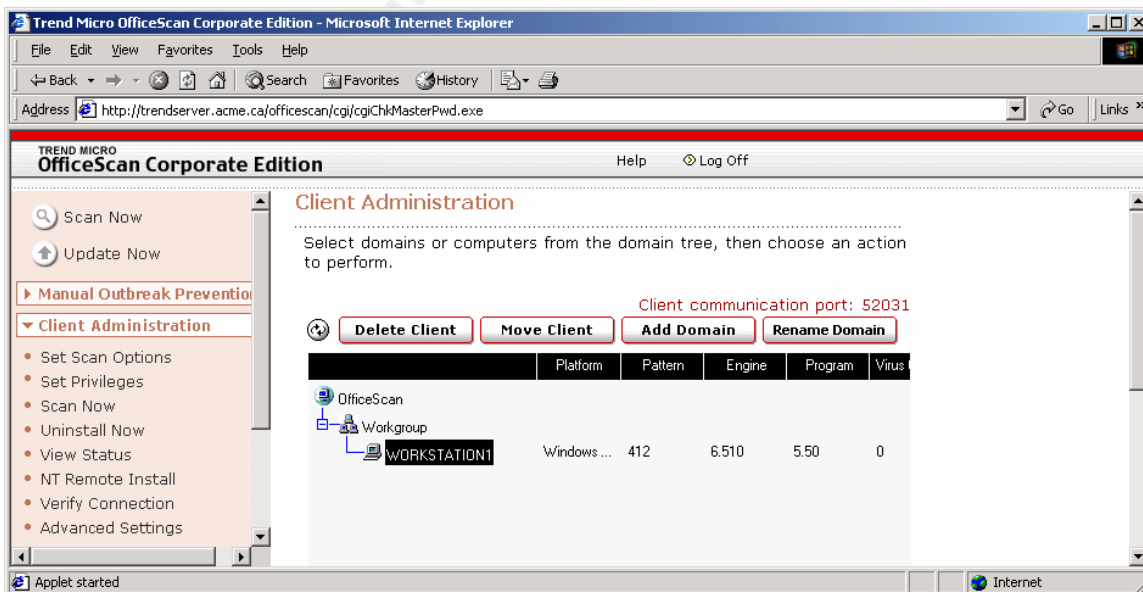 Trend Micro OfficeScan Corporate Edition - Microsoft Internet Explorer
File Edit View Favorites Tools Help
Back Search Favorites History
Address http://trendserver.acme.ca/officescan/cgi/cgiChkMasterPwd.exe Go Links »
TREND MICRO
OfficeScan Corporate Edition
Help Log Off
Scan Now
Update Now
Manual Outbreak Preventio
Client Administration
Set Scan Options
Set Privileges
Scan Now
Uninstall Now
View Status
NT Remote Install
Verify Connection
Advanced Settings
Client Administration
Select domains or computers from the domain tree, then choose an action
to perform.
Client communication port: 52031
Delete Client Move Client Add Domain Rename Domain
Platform Pattern Engine Program Virus
OfficeScan
Workgroup
WORKSTATION1 Windows ... 412 6.510 5.50 0
Applet started Internet